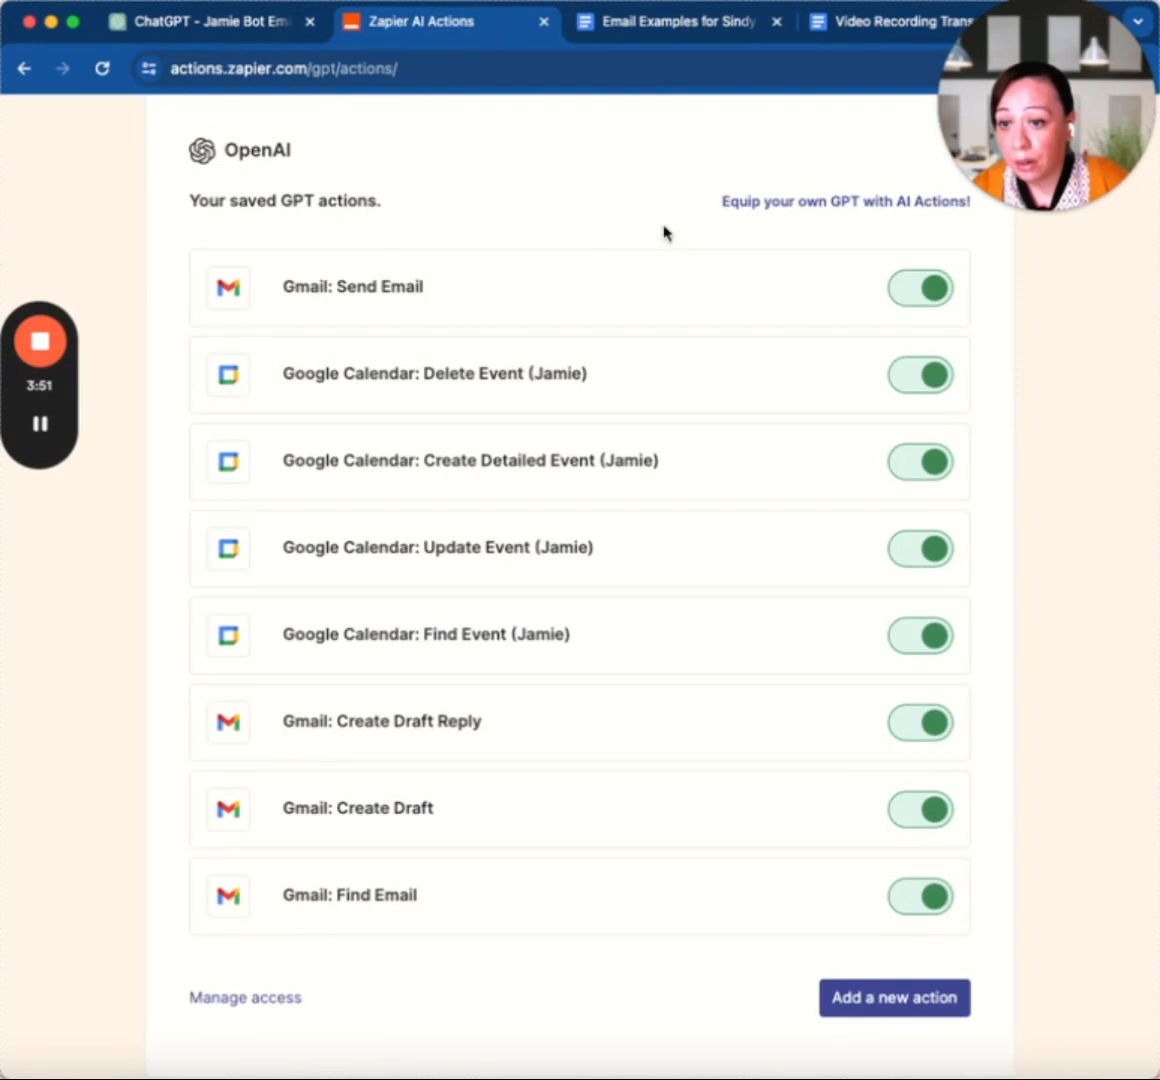 ChatGPT - Jamie Bot Em
Zapier AI Actions
Email Examples for Sindy
Video Recording Trans
actions.zapier.com/gpt/actions/
OpenAI
Your saved GPT actions.
Equip your own GPT with AI Actions!
Gmail: Send Email
Google Calendar: Delete Event (Jamie)
3:51
Google Calendar: Create Detailed Event (Jamie)
Google Calendar: Update Event (Jamie)
Google Calendar: Find Event (Jamie)
Gmail: Create Draft Reply
Gmail: Create Draft
Gmail: Find Email
Manage access
Add a new action